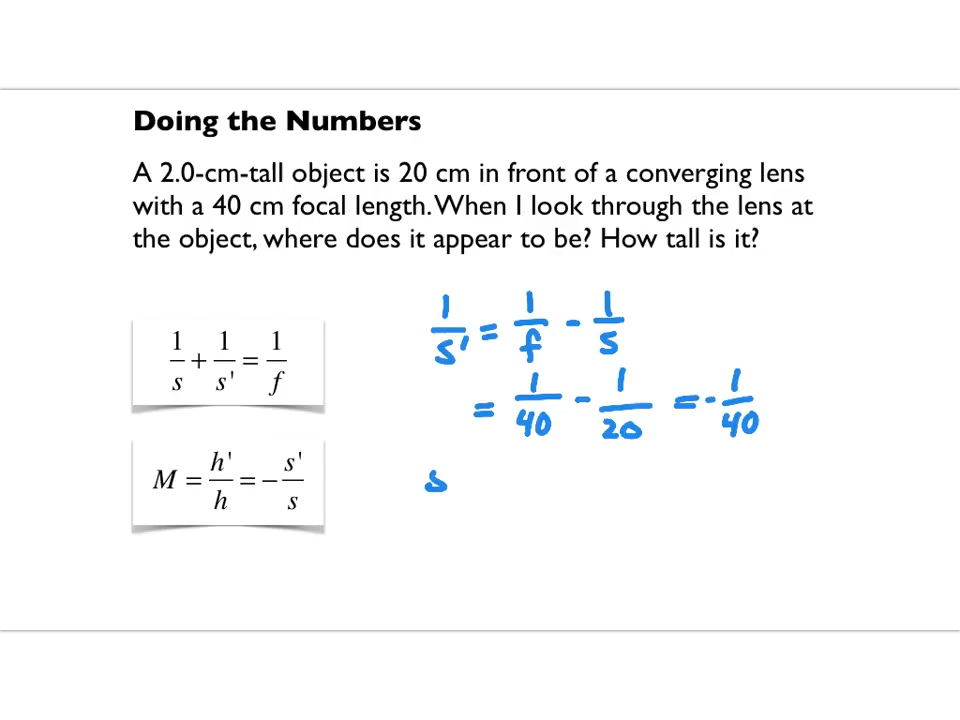 Doing the Numbers
A 2.0-cm-tall object is 20 cm in front of a converging lens
with a 40 cm focal length. When I look through the lens at
the object, where does it appear to be? How tall is it?
1/s + 1/s' = 1/f
M = h'/h = -s'/s
1/s' = 1/f - 1/s
= 1/40 - 1/20 = -1/40
s